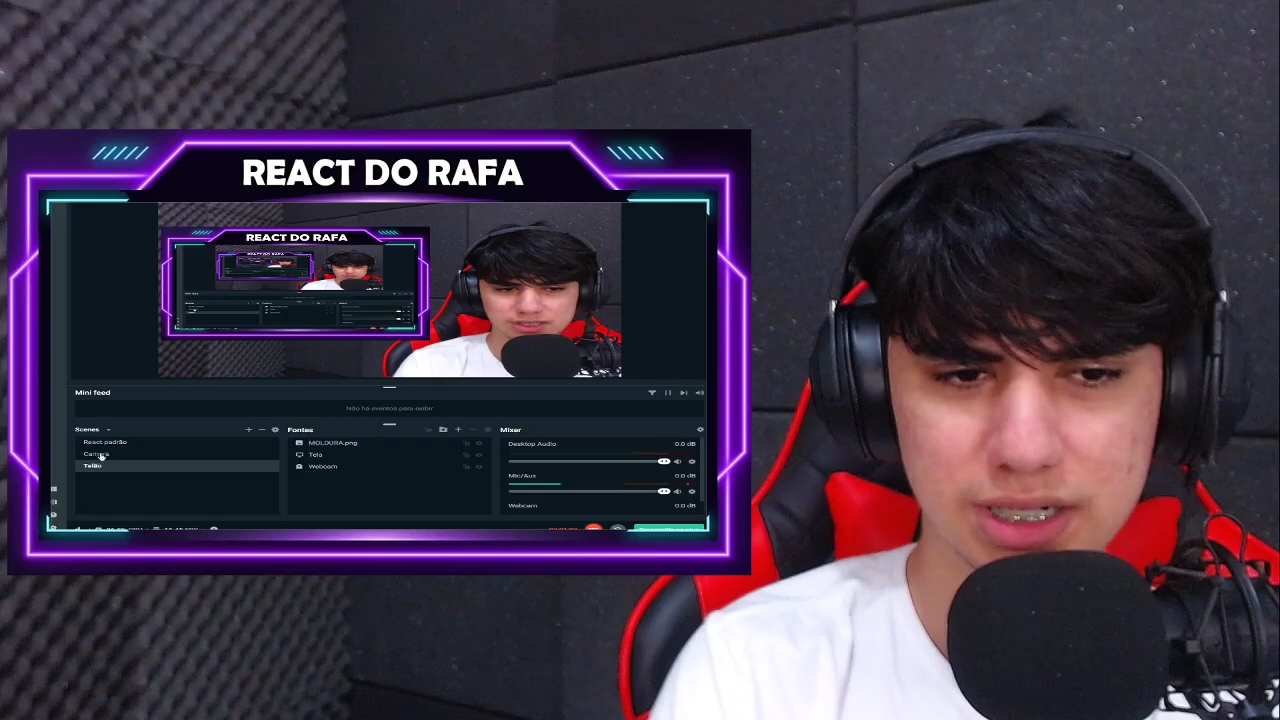 REACT DO RAFA
REACT DO RAFA
Mini feed
Não há eventos para exibir
Scenes
Fontes
Mixer
React padrão
MOLDURA.png
Desktop Audio 0.0 dB
Camera
Tela
Telão
Webcam
Mic/Aux 0.0 dB
Webcam 0.0 dB